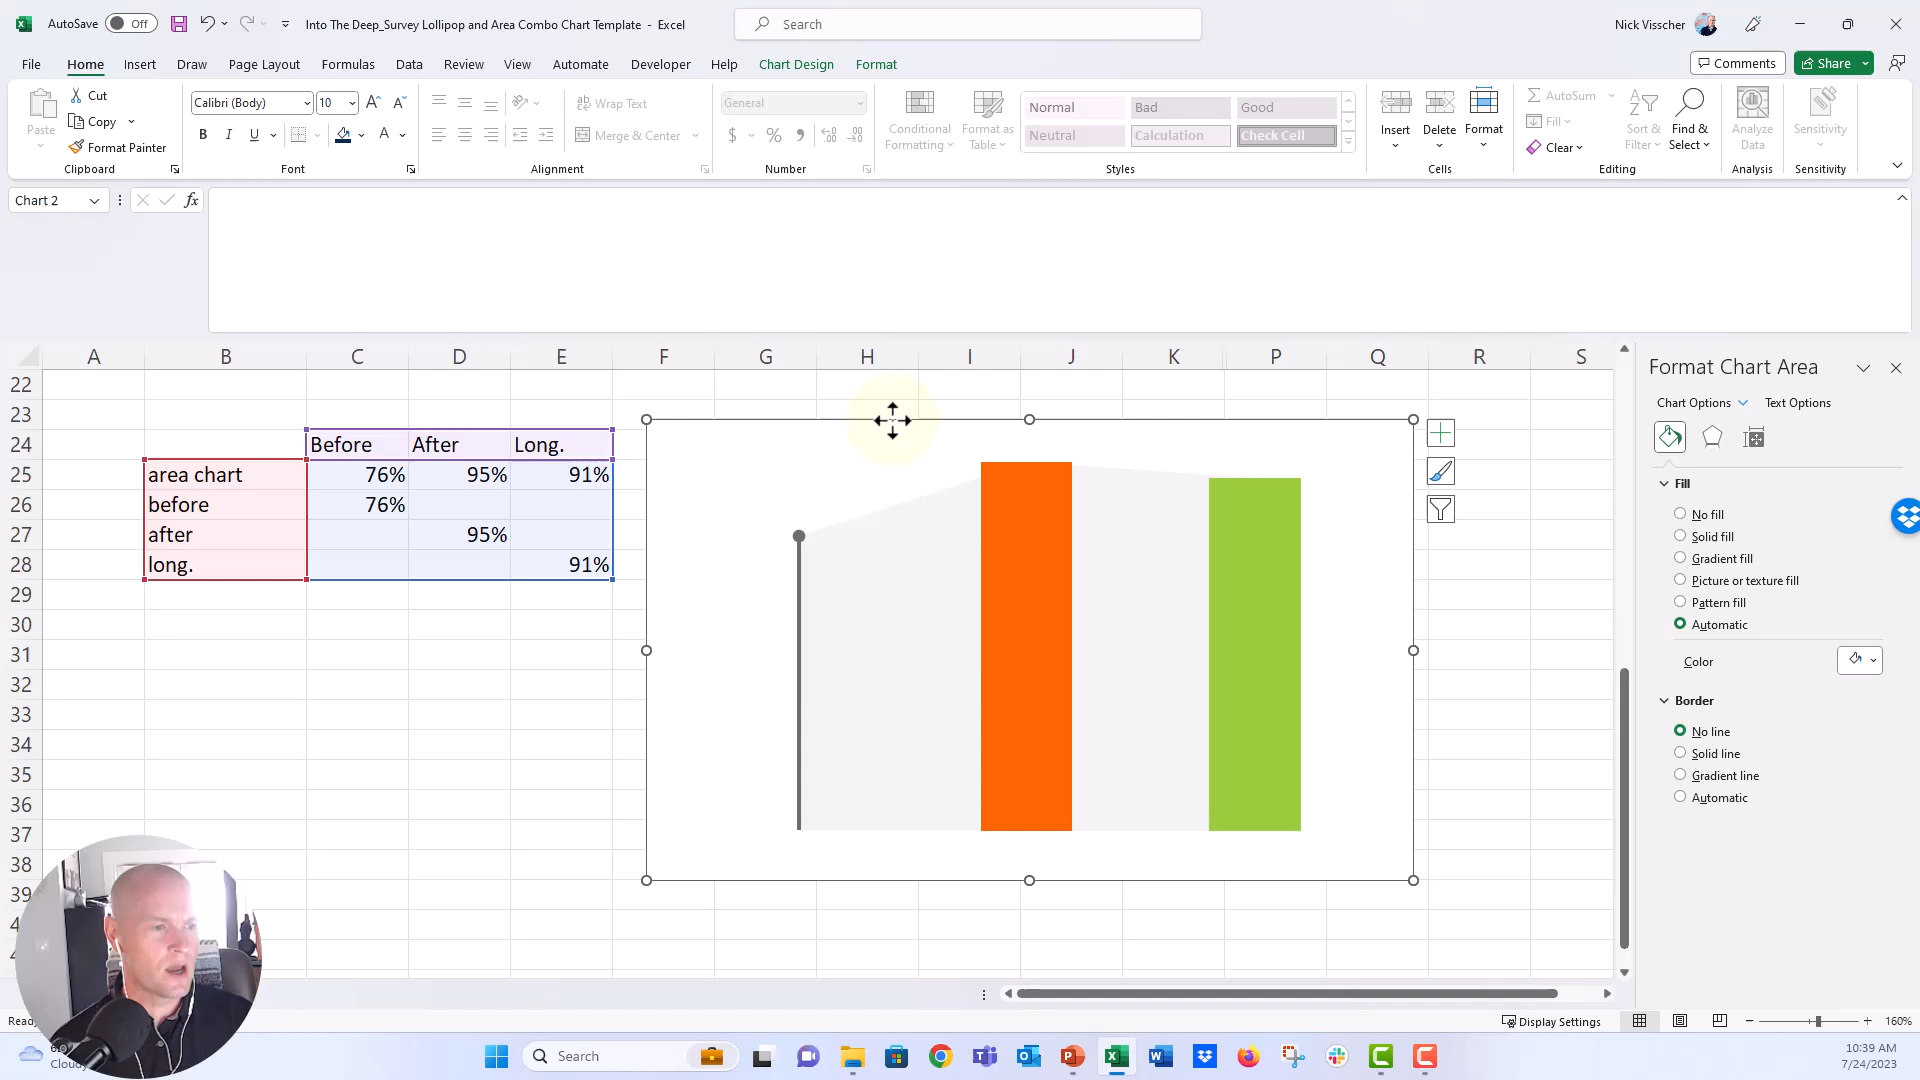 AutoSave Off Into The Deep_Survey Lollipop and Area Combo Chart Template - Excel Search Nick Visscher
File Home Insert Draw Page Layout Formulas Data Review View Automate Developer Help Chart Design Format Comments Share
Paste Cut Copy Format Painter Clipboard
Calibri (Body) 10 B I U A Font
ab Wrap Text Merge & Center Alignment
General $ % Number
Conditional Formatting Format as Table Normal Bad Good Neutral Calculation Check Cell Styles
Insert Delete Format Cells
AutoSum Fill Clear Sort & Filter Find & Select Editing
Analyze Data Analysis Sensitivity Sensitivity
Chart 2 fx
A B C D E F G H I J K P Q R S
22
23
24 Before After Long.
25 area chart 76% 95% 91%
26 before 76%
27 after 95%
28 long. 91%
29
30
31
32
33
34
35
36
37
38
39
Format Chart Area
Chart Options Text Options
Fill
No fill
Solid fill
Gradient fill
Picture or texture fill
Pattern fill
Automatic
Color
Border
No line
Solid line
Gradient line
Automatic
Display Settings 160%
Cloudy Search 10:39 AM
7/24/2023